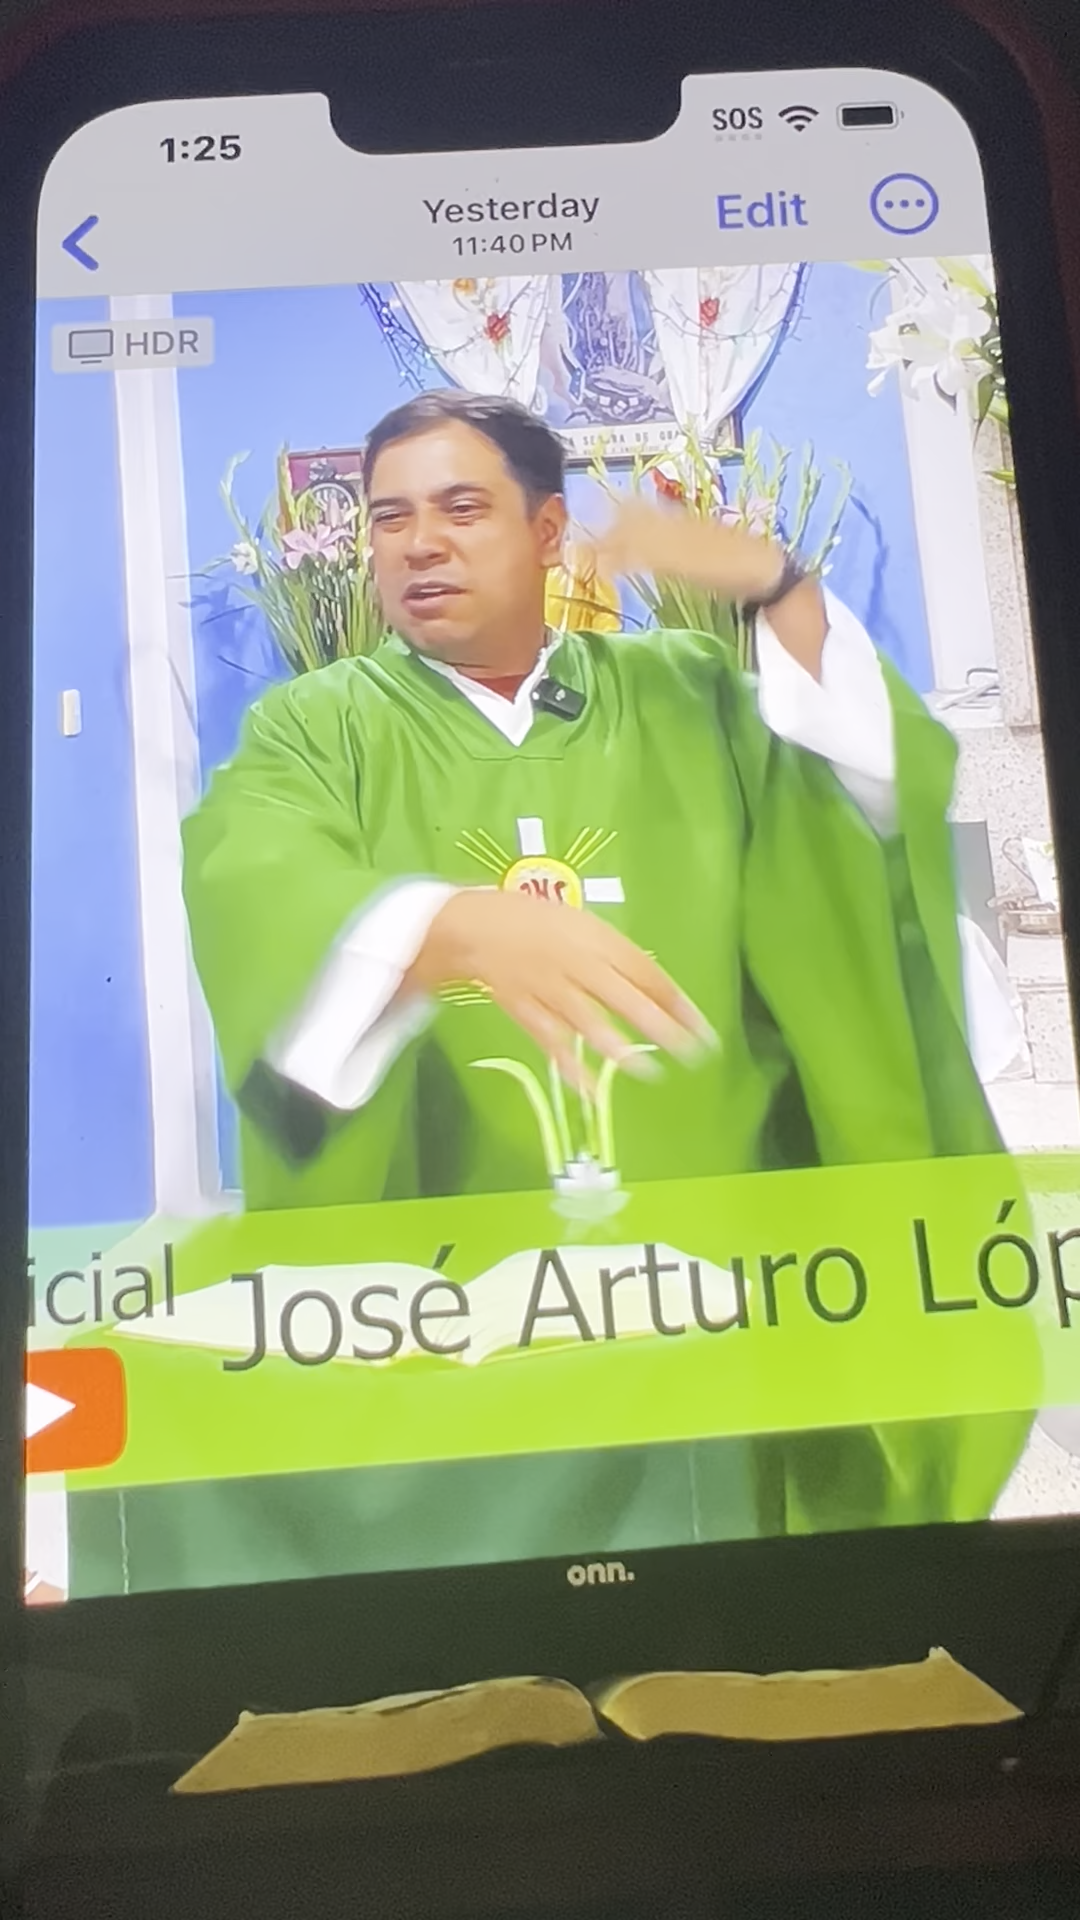 1:25
SOS
Yesterday
11:40 PM
Edit
HDR
icial José Arturo Lóp
onn.